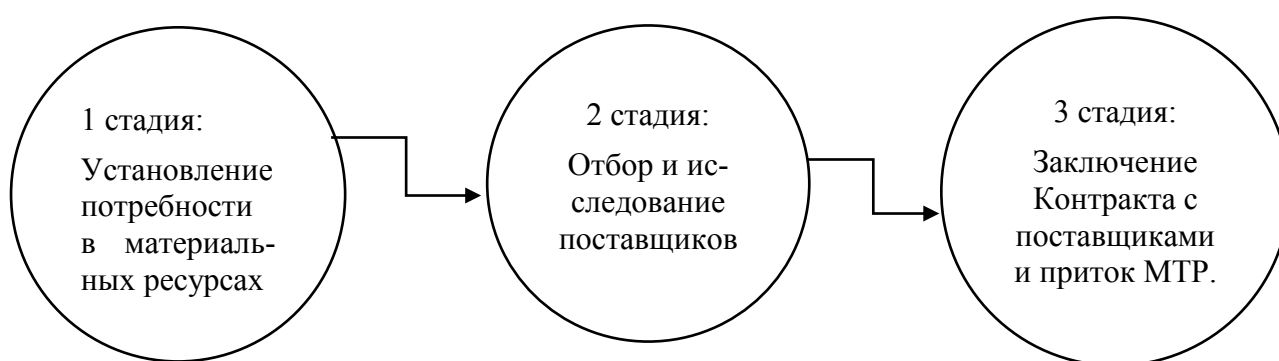 1 стадия:
Установление
потребности
в материаль-
ных ресурсах
2 стадия:
Отбор и ис-
следование
поставщиков
3 стадия:
Заключение
Контракта с
поставщиками
и приток МТР.